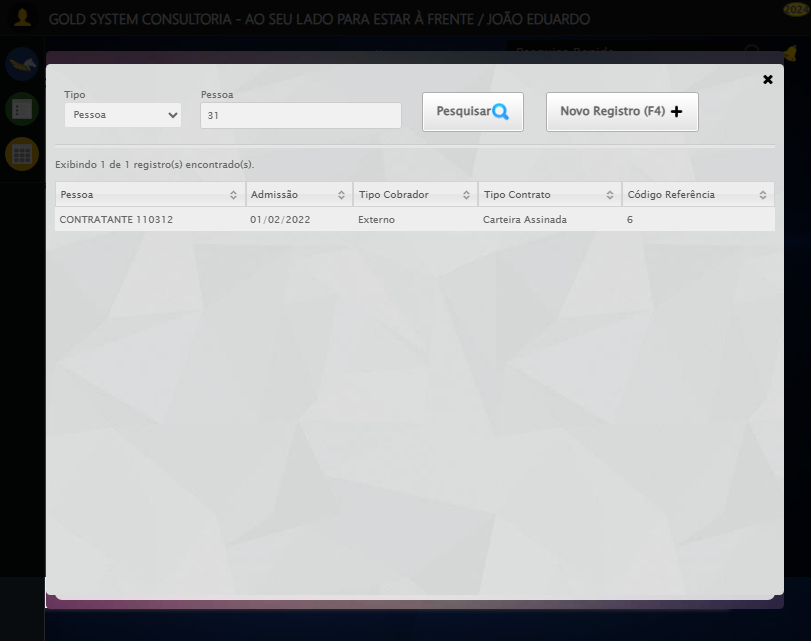 GOLD SYSTEM CONSULTORIA - AO SEU LADO PARA ESTAR À FRENTE / JOÃO EDUARDO
2024
Pesquisa Rapida
Tipo
Pessoa
Pessoa
31
Pesquisar
Novo Registro (F4)
Exibindo 1 de 1 registro(s) encontrado(s).
Pessoa Admissão Tipo Cobrador Tipo Contrato Código Referência
CONTRATANTE 110312 01/02/2022 Externo Carteira Assinada 6